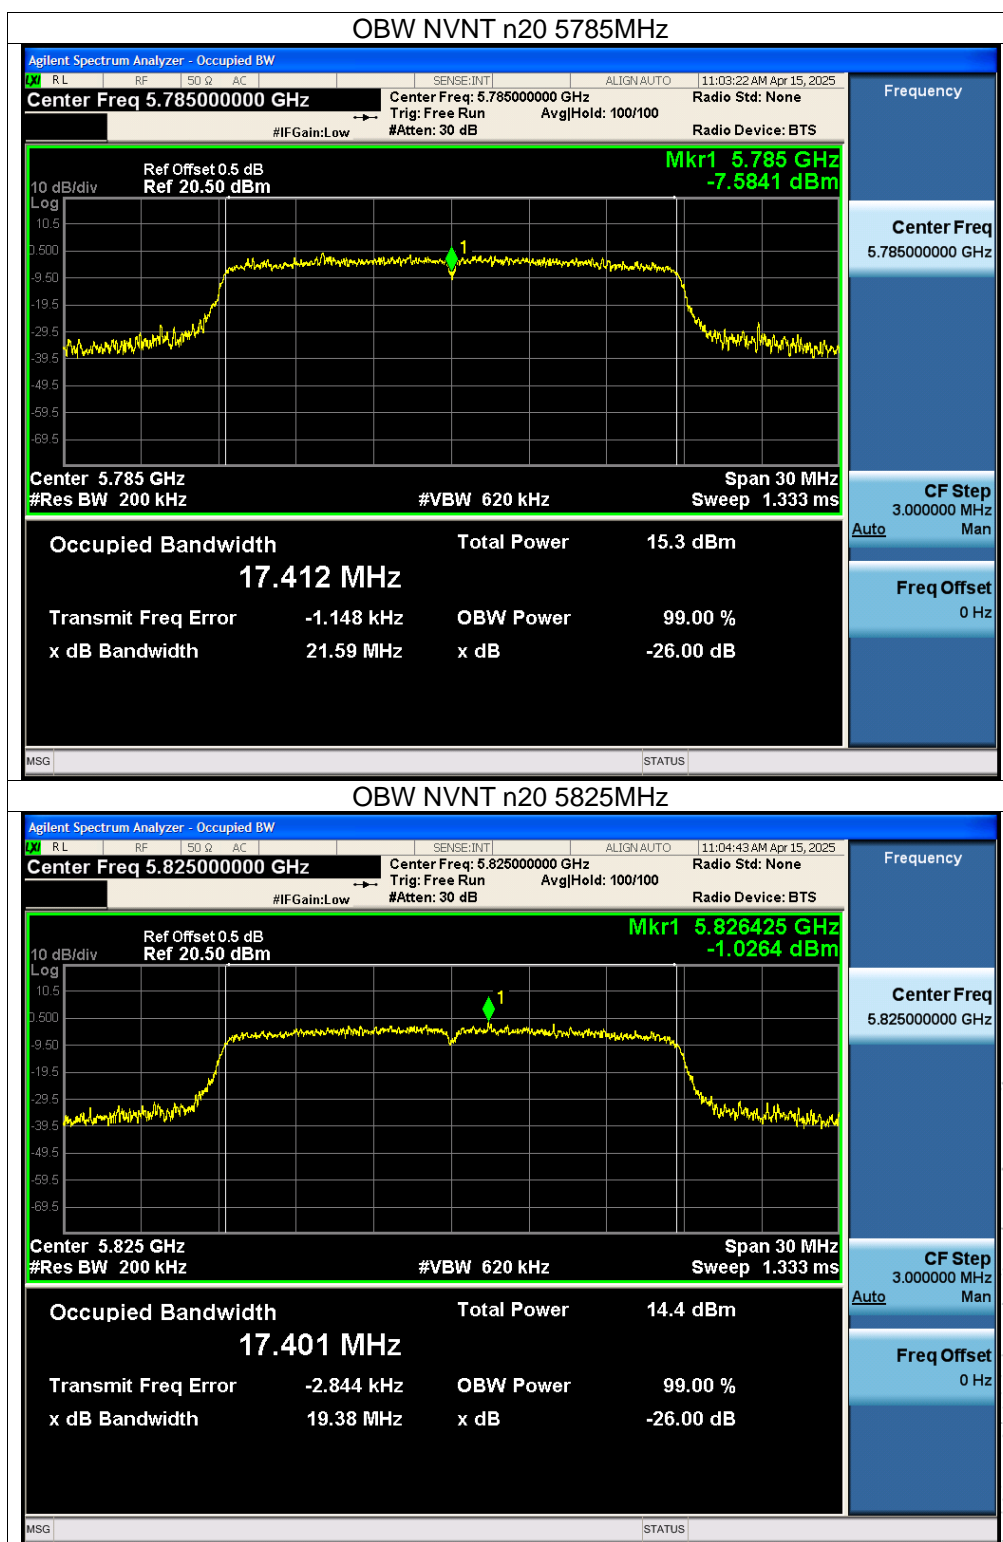 OBW NVNT n20 5785MHz
Agilent Spectrum Analyzer - Occupied BW
LXI RL RF 50 Ω AC SENSE:INT ALIGN AUTO 11:03:22 AM Apr 15, 2025
Center Freq 5.785000000 GHz
Center Freq: 5.785000000 GHz Radio Std: None
Trig: Free Run Avg|Hold: 100/100
#IFGain:Low #Atten: 30 dB Radio Device: BTS
Frequency
Mkr1 5.785 GHz
-7.5841 dBm
Ref Offset 0.5 dB
10 dB/div Ref 20.50 dBm
Log
10.5
0.500
-9.50
-19.5
-29.5
-39.5
-49.5
-59.5
-69.5
1
Center Freq
5.785000000 GHz
Center 5.785 GHz Span 30 MHz
#Res BW 200 kHz #VBW 620 kHz Sweep 1.333 ms
CF Step
3.000000 MHz
Auto Man
Occupied Bandwidth Total Power 15.3 dBm
17.412 MHz
Transmit Freq Error -1.148 kHz OBW Power 99.00 %
x dB Bandwidth 21.59 MHz x dB -26.00 dB
Freq Offset
0 Hz
MSG STATUS
OBW NVNT n20 5825MHz
Agilent Spectrum Analyzer - Occupied BW
LXI RL RF 50 Ω AC SENSE:INT ALIGN AUTO 11:04:43 AM Apr 15, 2025
Center Freq 5.825000000 GHz
Center Freq: 5.825000000 GHz Radio Std: None
Trig: Free Run Avg|Hold: 100/100
#IFGain:Low #Atten: 30 dB Radio Device: BTS
Frequency
Mkr1 5.826425 GHz
-1.0264 dBm
Ref Offset 0.5 dB
10 dB/div Ref 20.50 dBm
Log
10.5
0.500
-9.50
-19.5
-29.5
-39.5
-49.5
-59.5
-69.5
1
Center Freq
5.825000000 GHz
Center 5.825 GHz Span 30 MHz
#Res BW 200 kHz #VBW 620 kHz Sweep 1.333 ms
CF Step
3.000000 MHz
Auto Man
Occupied Bandwidth Total Power 14.4 dBm
17.401 MHz
Transmit Freq Error -2.844 kHz OBW Power 99.00 %
x dB Bandwidth 19.38 MHz x dB -26.00 dB
Freq Offset
0 Hz
MSG STATUS